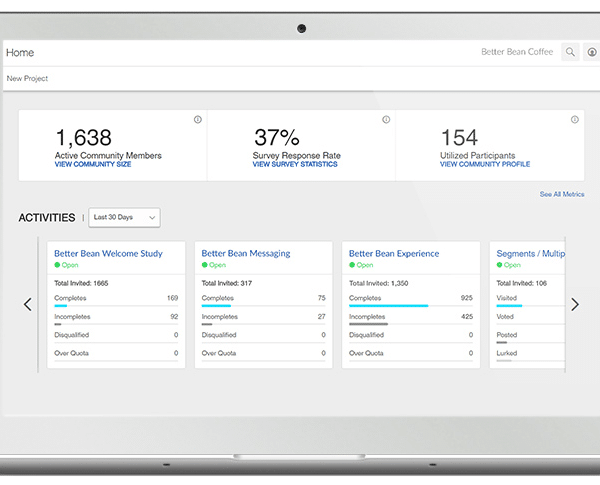 Home
Better Bean Coffee
New Project
1,638
Active Community Members
VIEW COMMUNITY SIZE
37%
Survey Response Rate
VIEW SURVEY STATISTICS
154
Utilized Participants
VIEW COMMUNITY PROFILE
See All Metrics
ACTIVITIES | Last 30 Days
Better Bean Welcome Study
Open
Total Invited: 1665
Completes 169
Incompletes 92
Disqualified 0
Over Quota 0
Better Bean Messaging
Open
Total Invited: 317
Completes 75
Incompletes 27
Disqualified 0
Over Quota 0
Better Bean Experience
Open
Total Invited: 1,350
Completes 925
Incompletes 425
Disqualified 0
Over Quota 0
Segments / Multip
Open
Total Invited: 106
Visited
Voted
Posted
Lurked